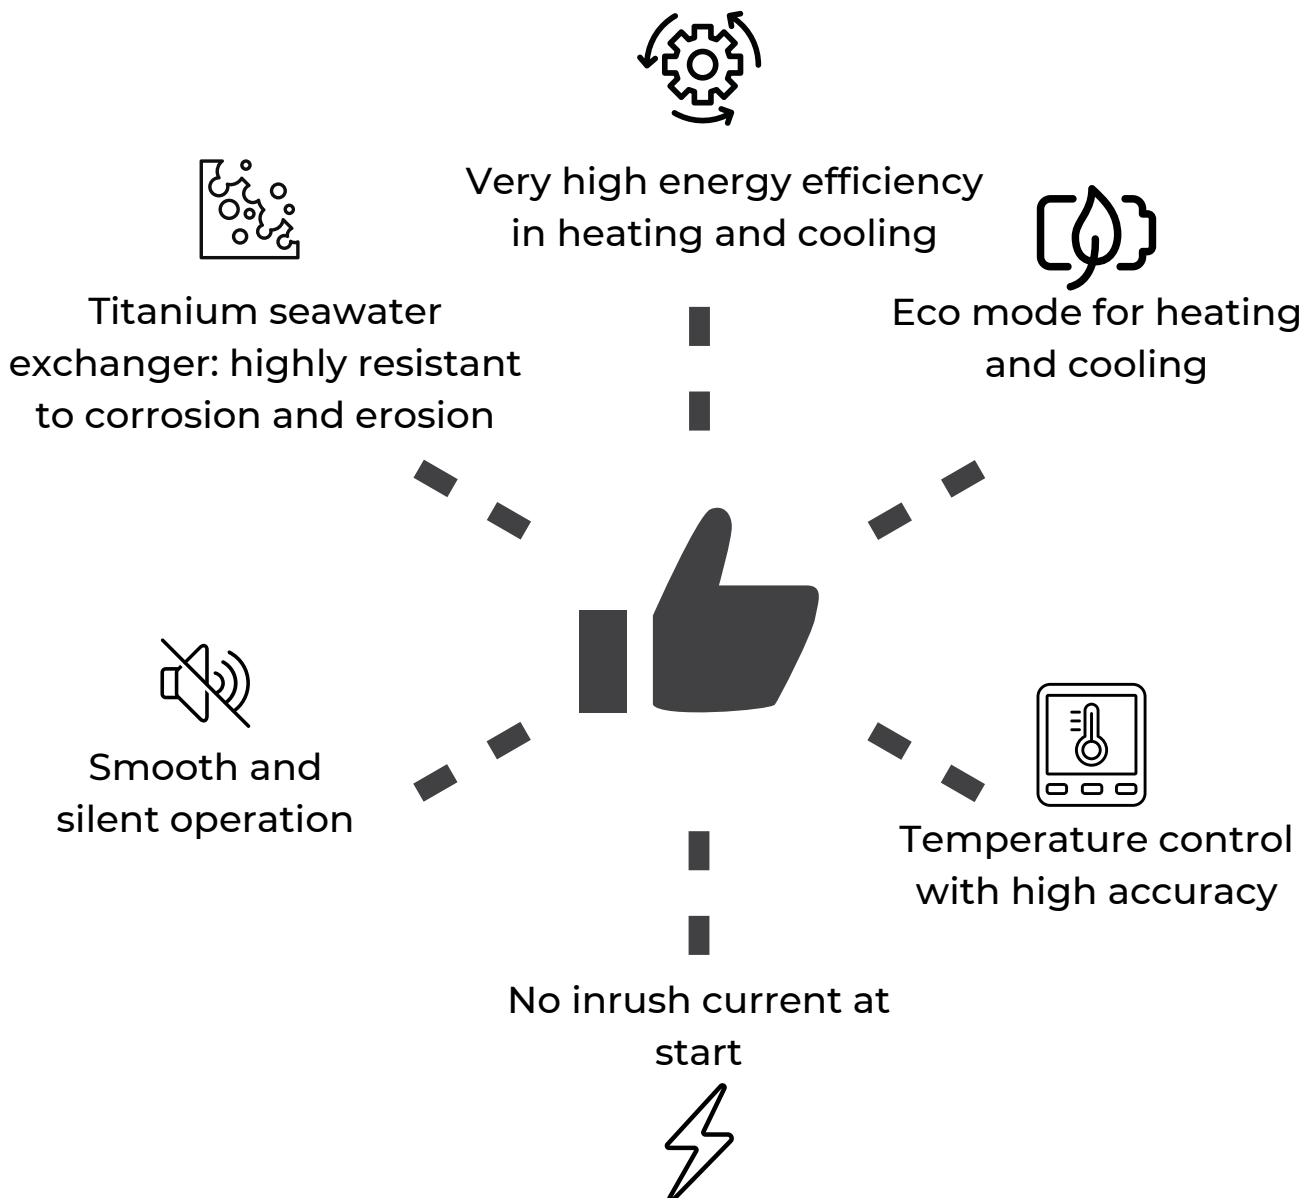 Very high energy efficiency
in heating and cooling
Titanium seawater
exchanger: highly resistant
to corrosion and erosion
Eco mode for heating
and cooling
Smooth and
silent operation
Temperature control
with high accuracy
No inrush current at
start